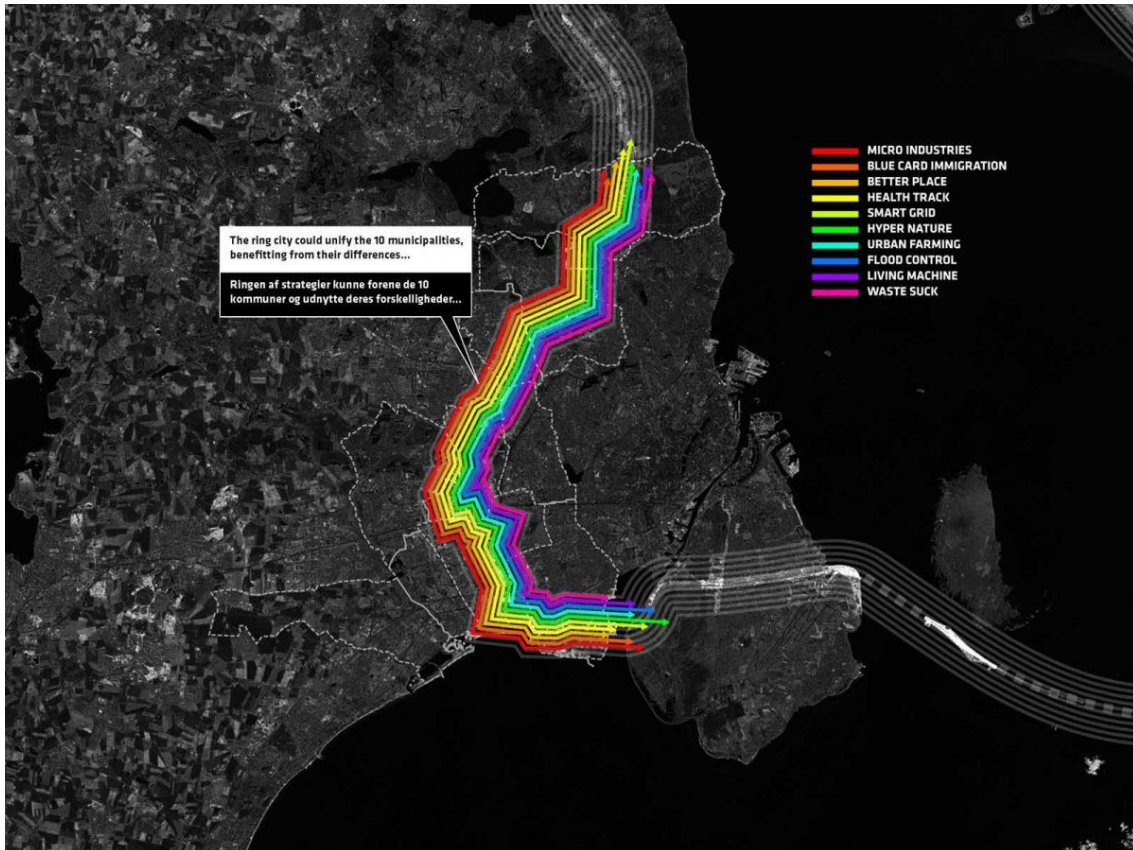 MICRO INDUSTRIES
BLUE CARD IMMIGRATION
BETTER PLACE
HEALTH TRACK
SMART GRID
HYPER NATURE
URBAN FARMING
FLOOD CONTROL
LIVING MACHINE
WASTE SUCK
The ring city could unify the 10 municipalities,
benefitting from their differences...
Ringen af strategier kunne forene de 10
kommuner og udnytte deres forskelligheder...